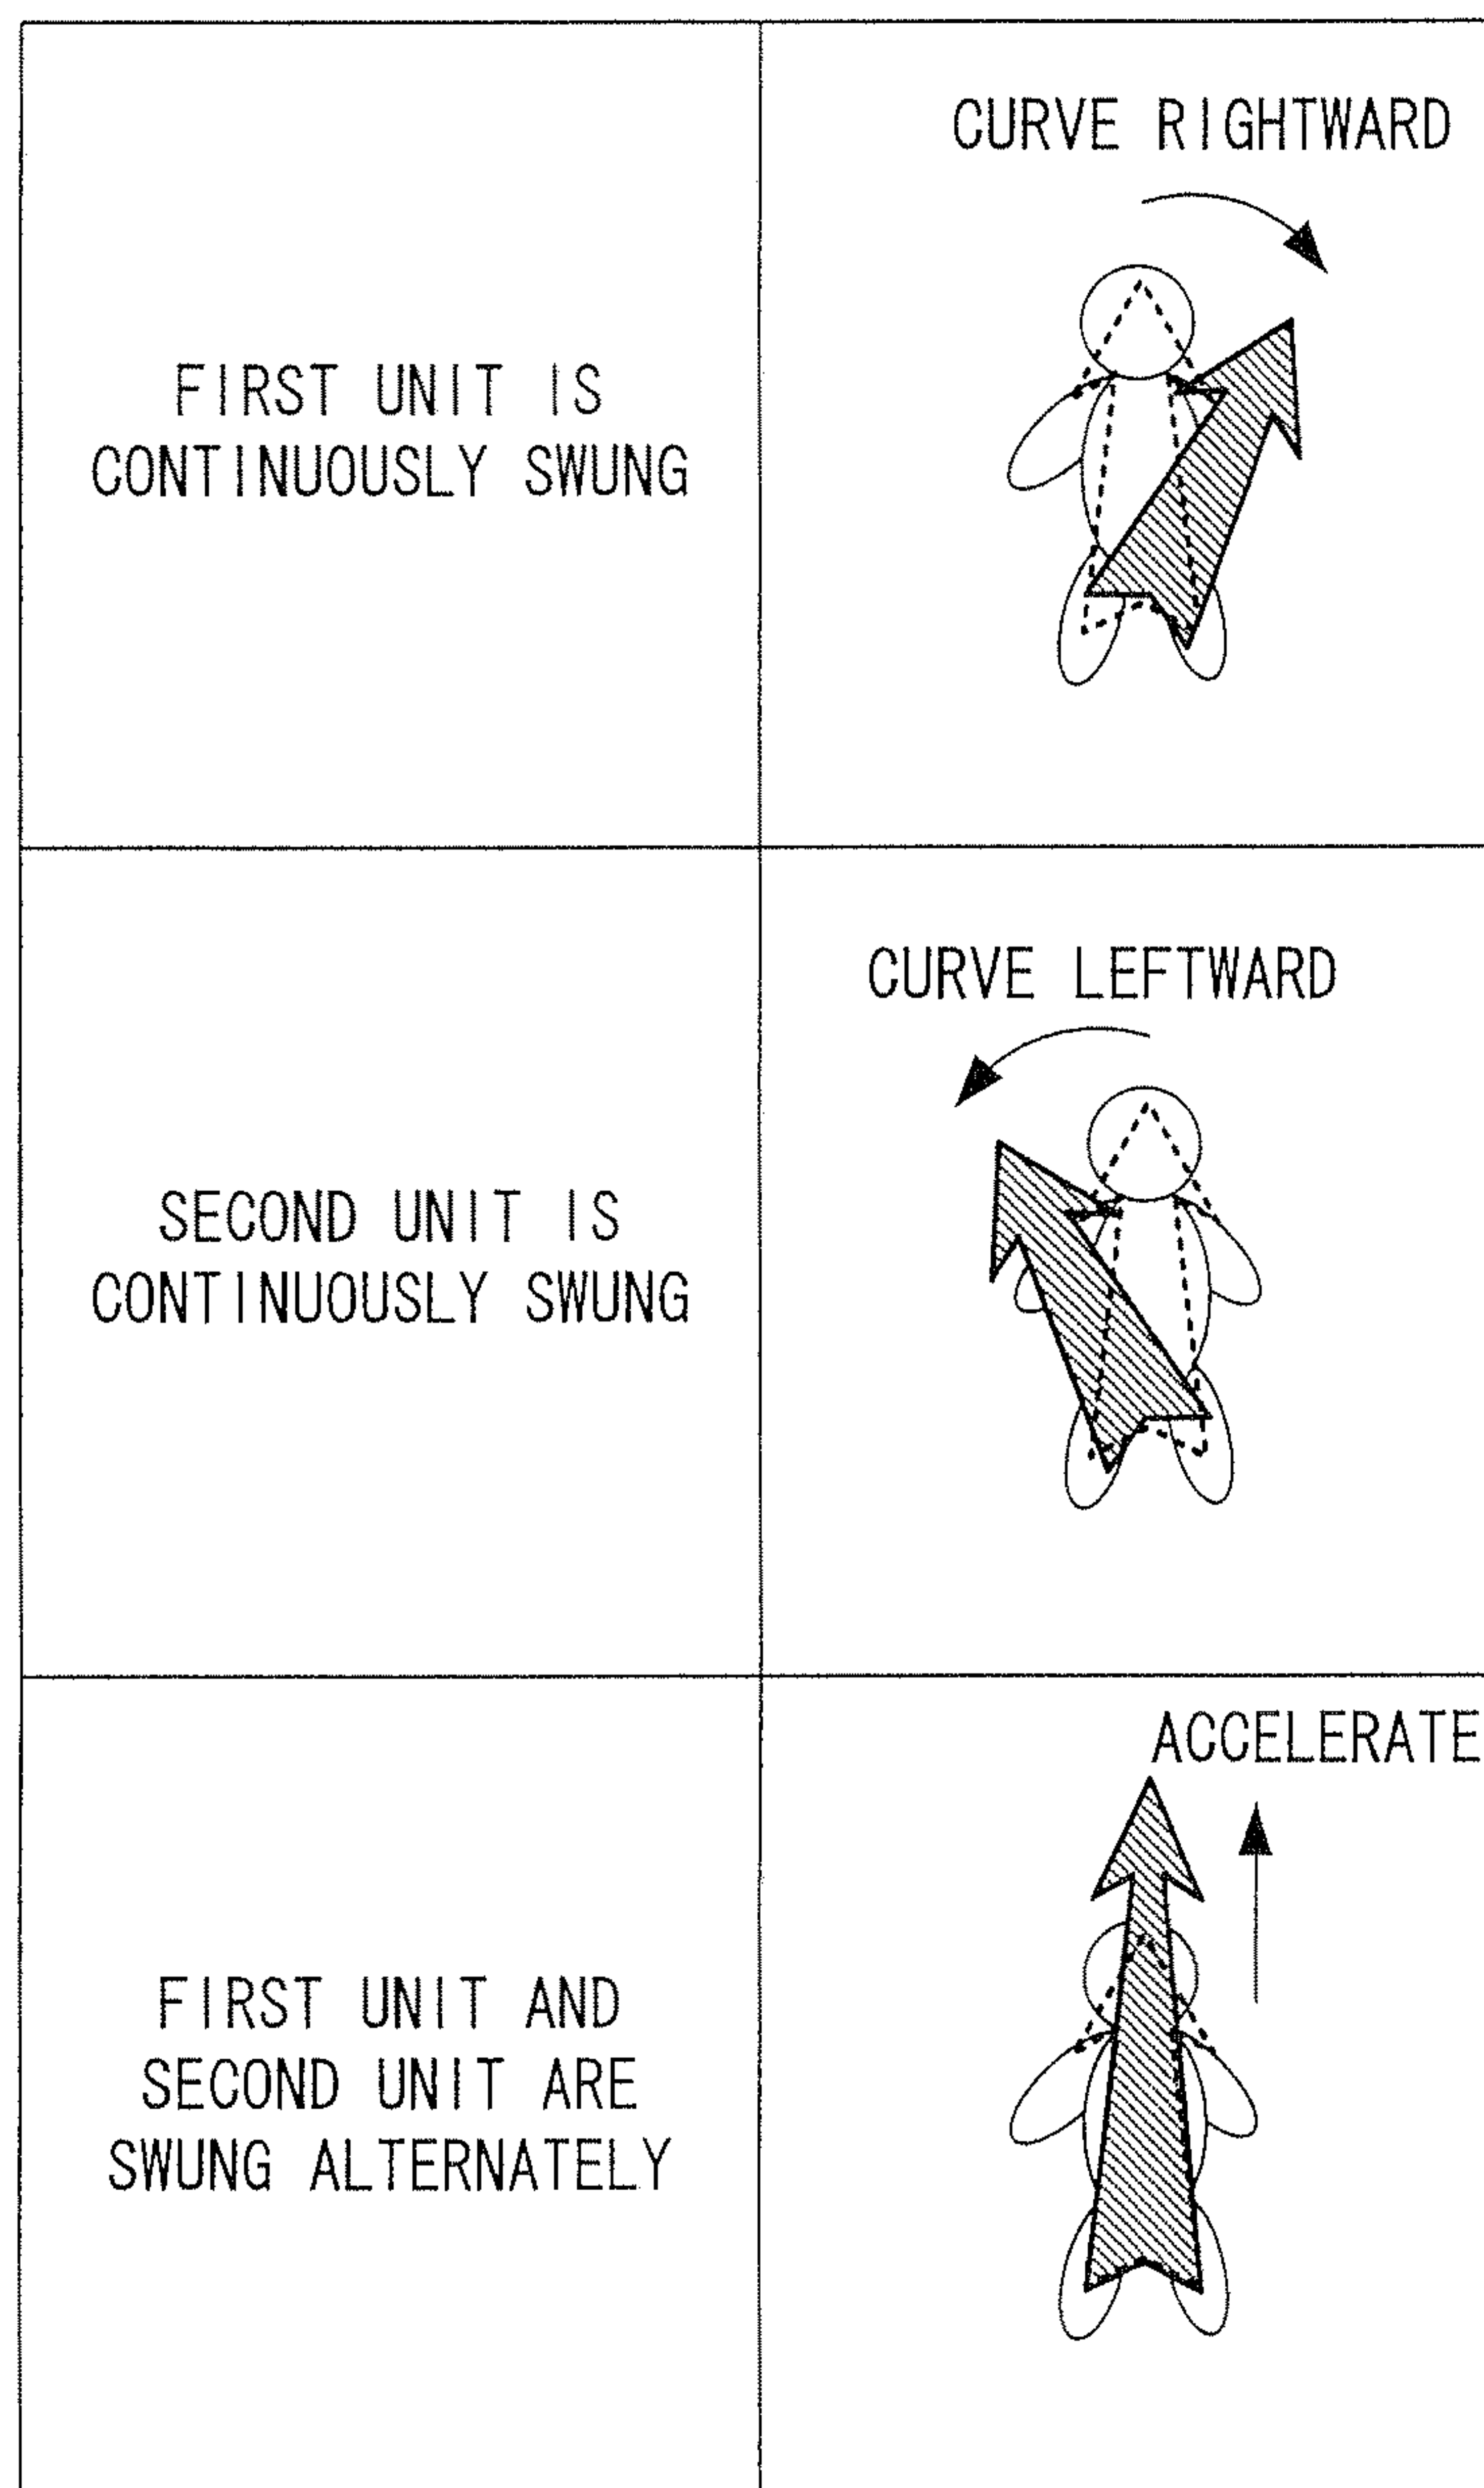 CURVE RIGHTWARD
FIRST UNIT IS
CONTINUOUSLY SWUNG
CURVE LEFTWARD
SECOND UNIT IS
CONTINUOUSLY SWUNG
ACCELERATE
FIRST UNIT AND
SECOND UNIT ARE
SWUNG ALTERNATELY